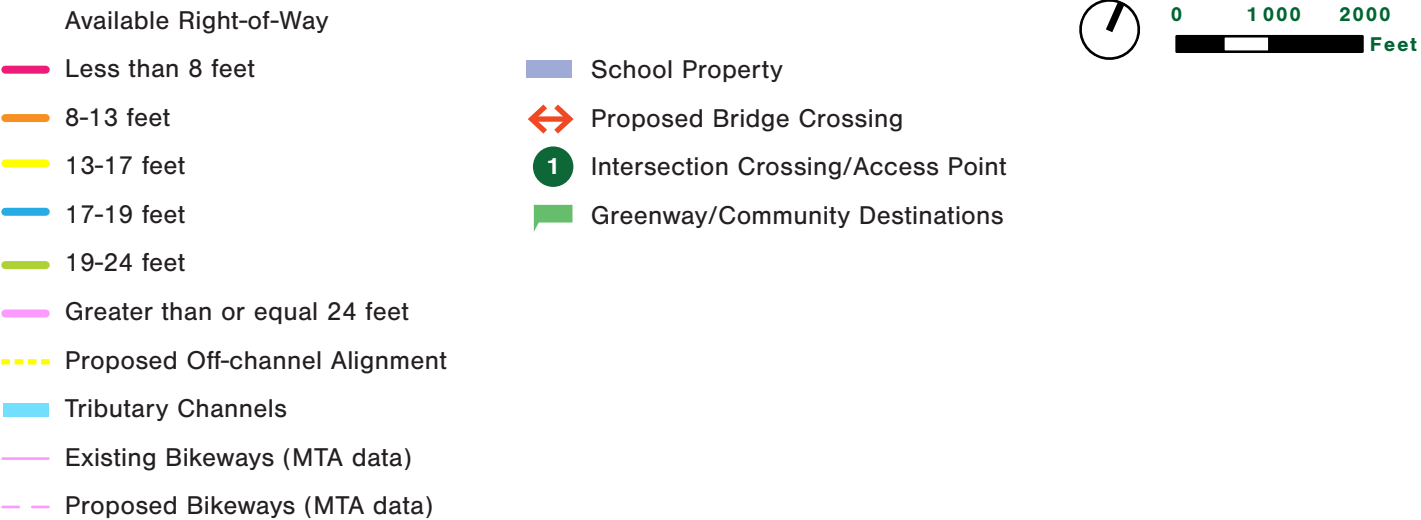 Available Right-of-Way
Less than 8 feet
8-13 feet
13-17 feet
17-19 feet
19-24 feet
Greater than or equal 24 feet
Proposed Off-channel Alignment
Tributary Channels
Existing Bikeways (MTA data)
Proposed Bikeways (MTA data)
School Property
Proposed Bridge Crossing
1 Intersection Crossing/Access Point
Greenway/Community Destinations
0 1000 2000
Feet